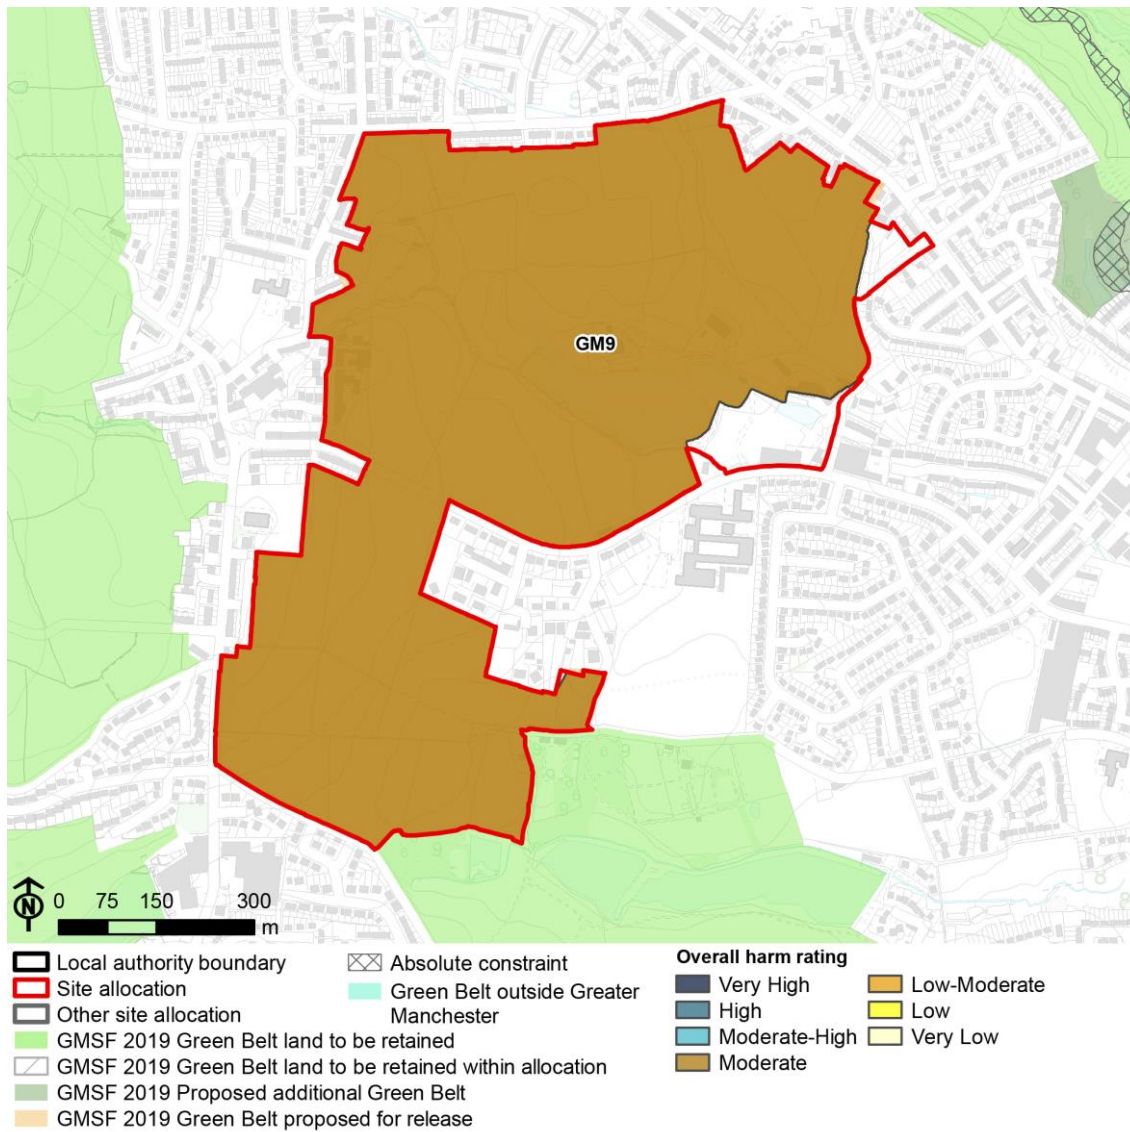 GM9
N
0 75 150 300
m
Local authority boundary
Site allocation
Other site allocation
GMSF 2019 Green Belt land to be retained
GMSF 2019 Green Belt land to be retained within allocation
GMSF 2019 Proposed additional Green Belt
GMSF 2019 Green Belt proposed for release
Absolute constraint
Green Belt outside Greater
Manchester
Overall harm rating
Very High
High
Moderate-High
Moderate
Low-Moderate
Low
Very Low